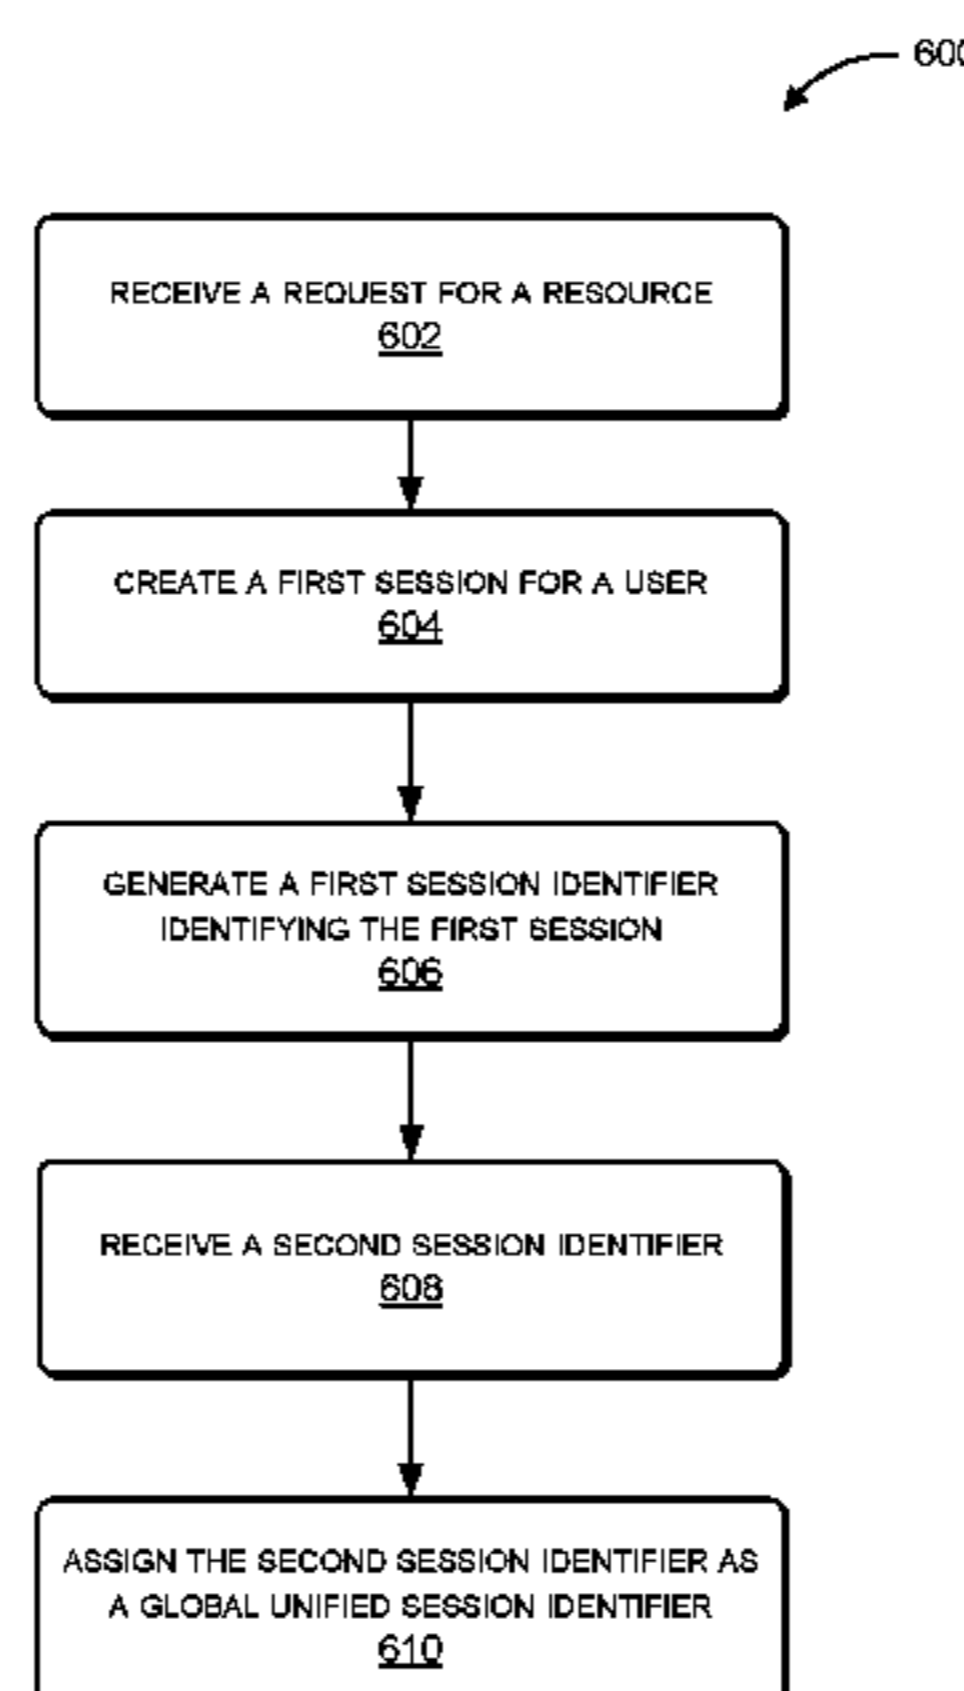 600
RECEIVE A REQUEST FOR A RESOURCE
602
CREATE A FIRST SESSION FOR A USER
604
GENERATE A FIRST SESSION IDENTIFIER
IDENTIFYING THE FIRST SESSION
606
RECEIVE A SECOND SESSION IDENTIFIER
608
ASSIGN THE SECOND SESSION IDENTIFIER AS
A GLOBAL UNIFIED SESSION IDENTIFIER
610